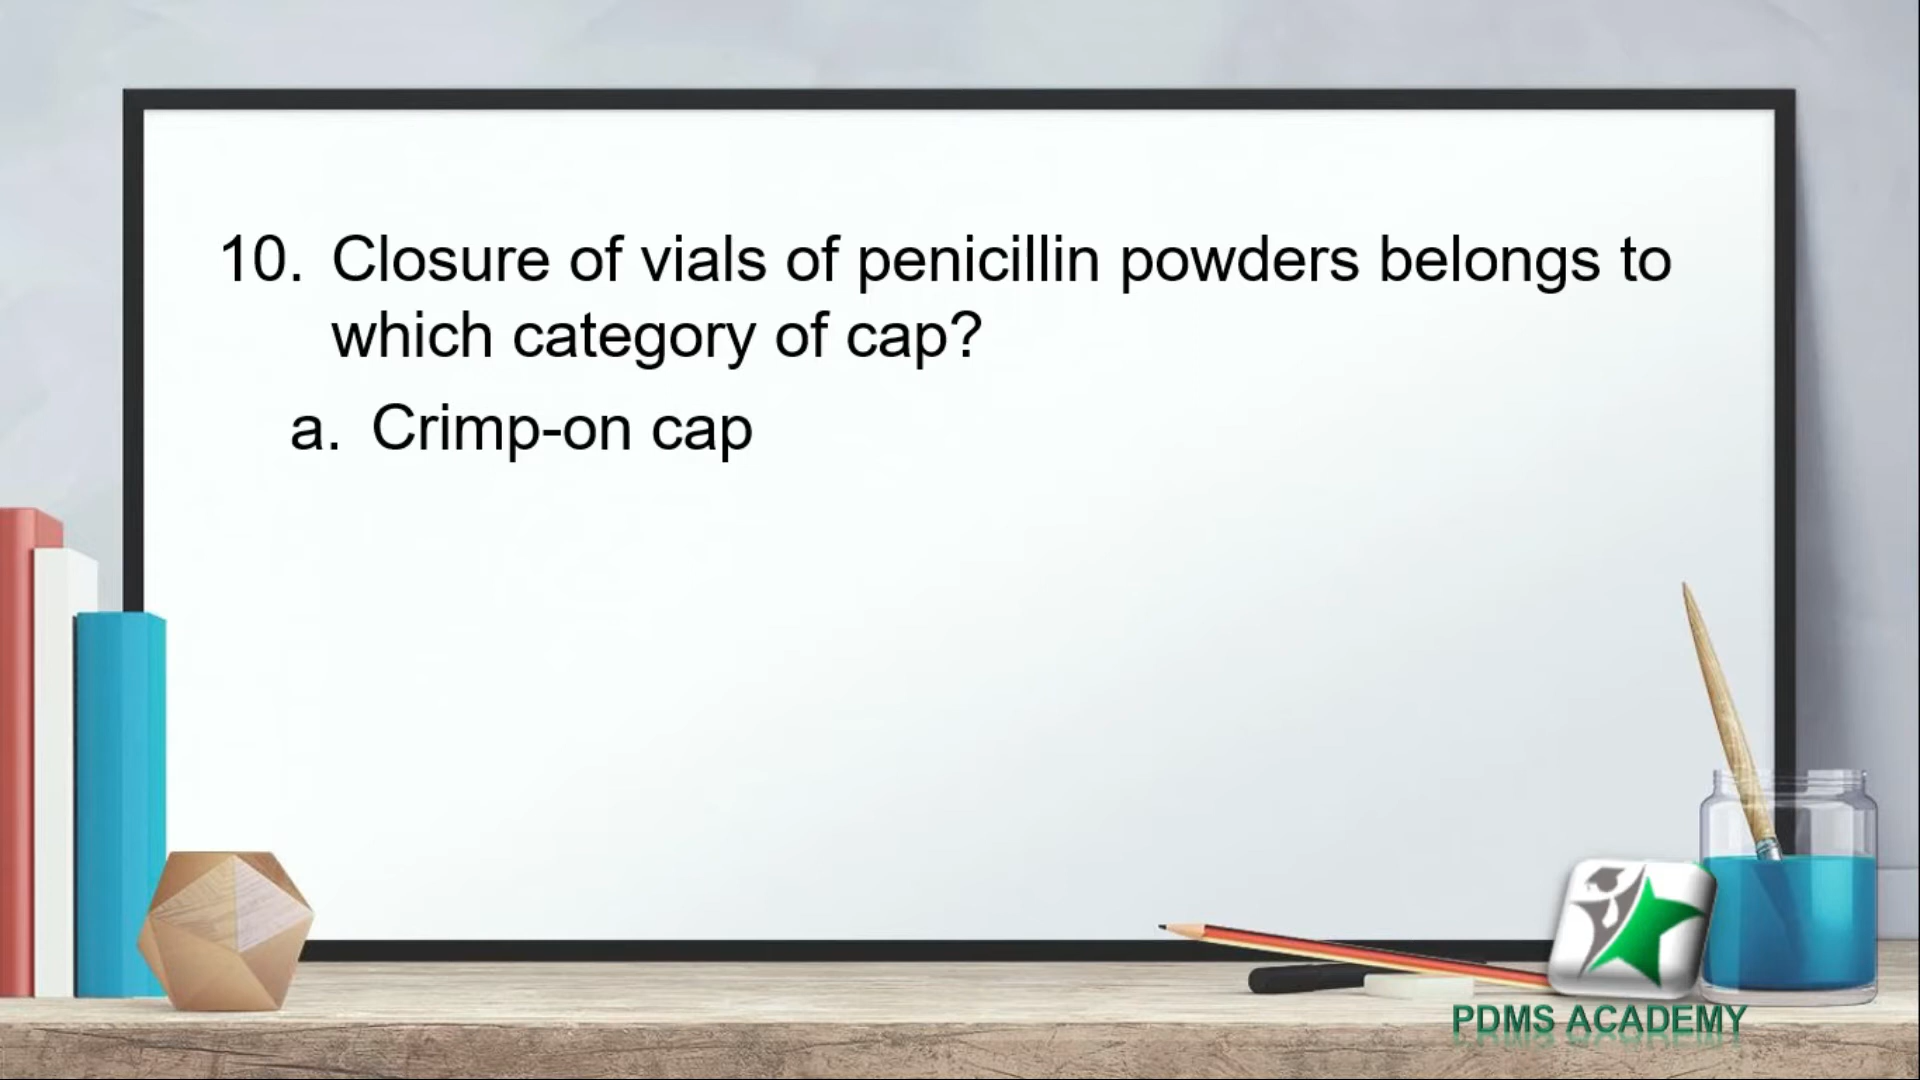 10. Closure of vials of penicillin powders belongs to
which category of cap?
a. Crimp-on cap
PDMS ACADEMY